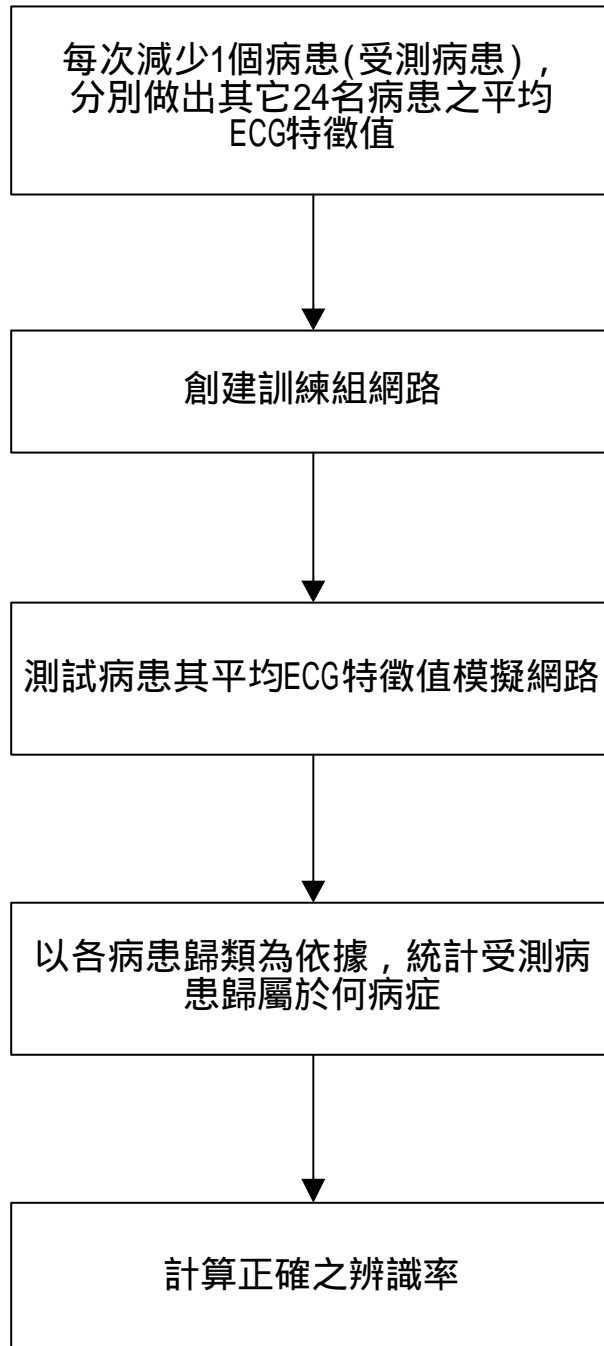 每次減少1個病患(受測病患),
分別做出其它24名病患之平均
ECG特徵值
創建訓練組網路
測試病患其平均ECG特徵值模擬網路
以各病患歸類為依據,統計受測病
患歸屬於何病症
計算正確之辨識率